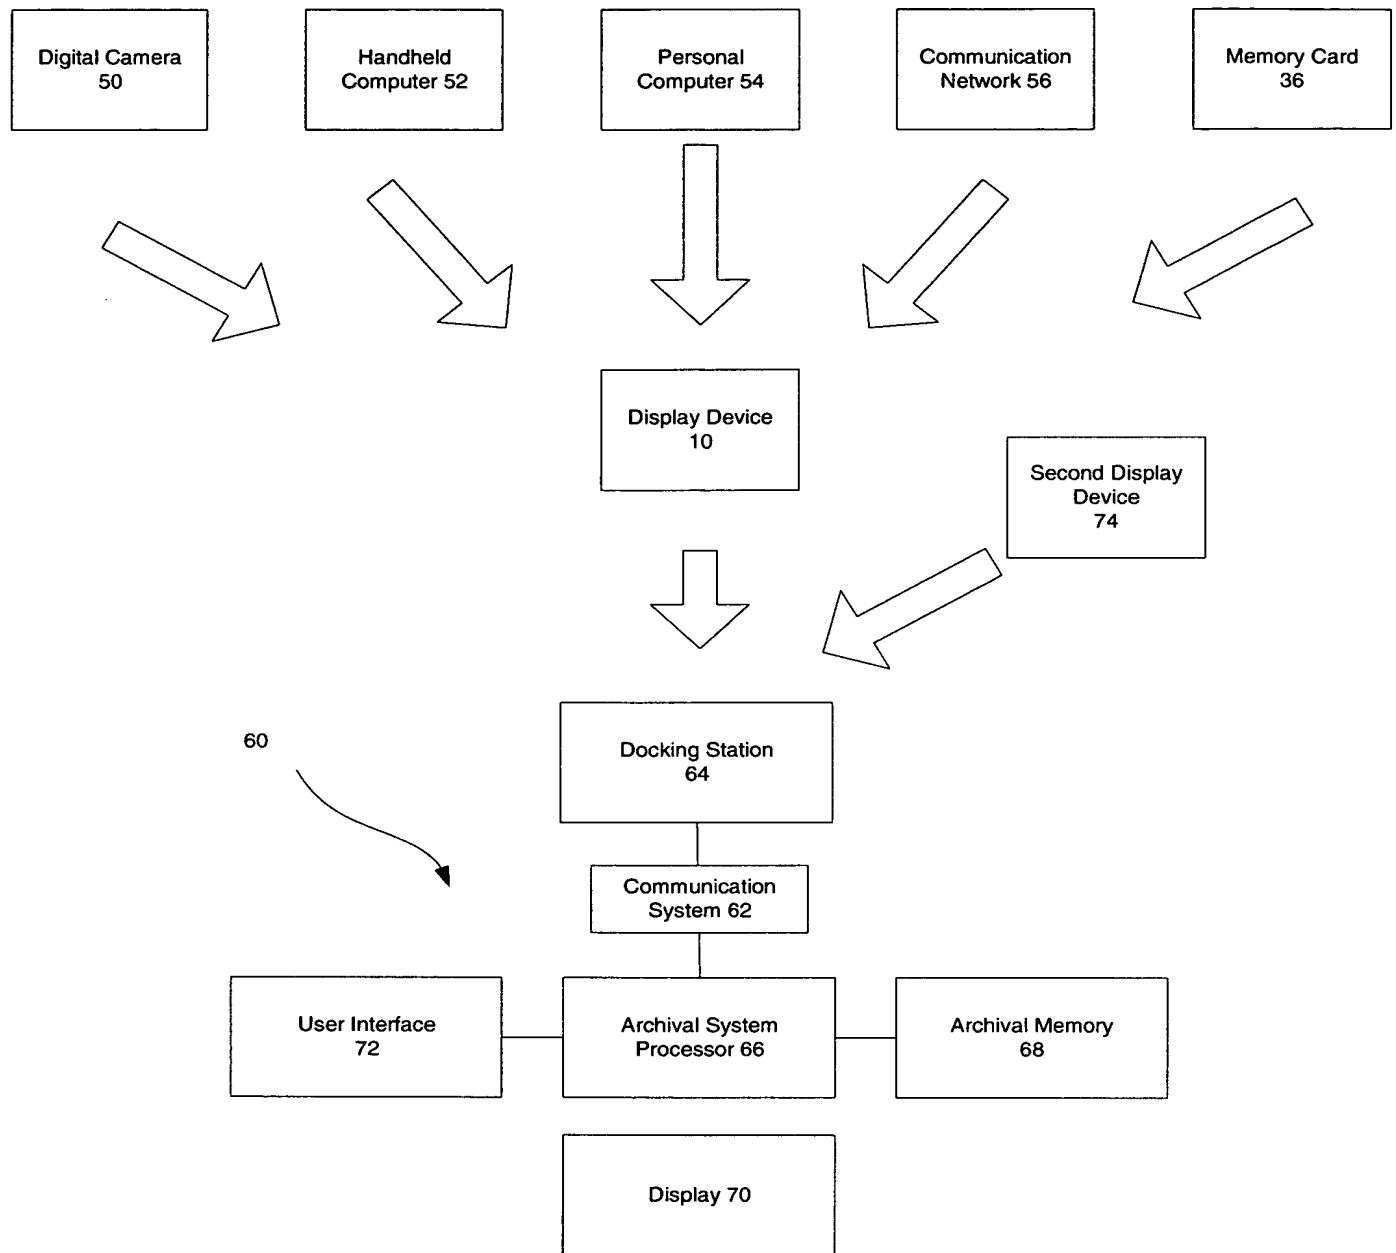 Digital Camera
50
Handheld
Computer 52
Personal
Computer 54
Communication
Network 56
Memory Card
36
Display Device
10
Second Display
Device
74
Docking Station
64
60
Communication
System 62
User Interface
72
Archival System
Processor 66
Archival Memory
68
Display 70